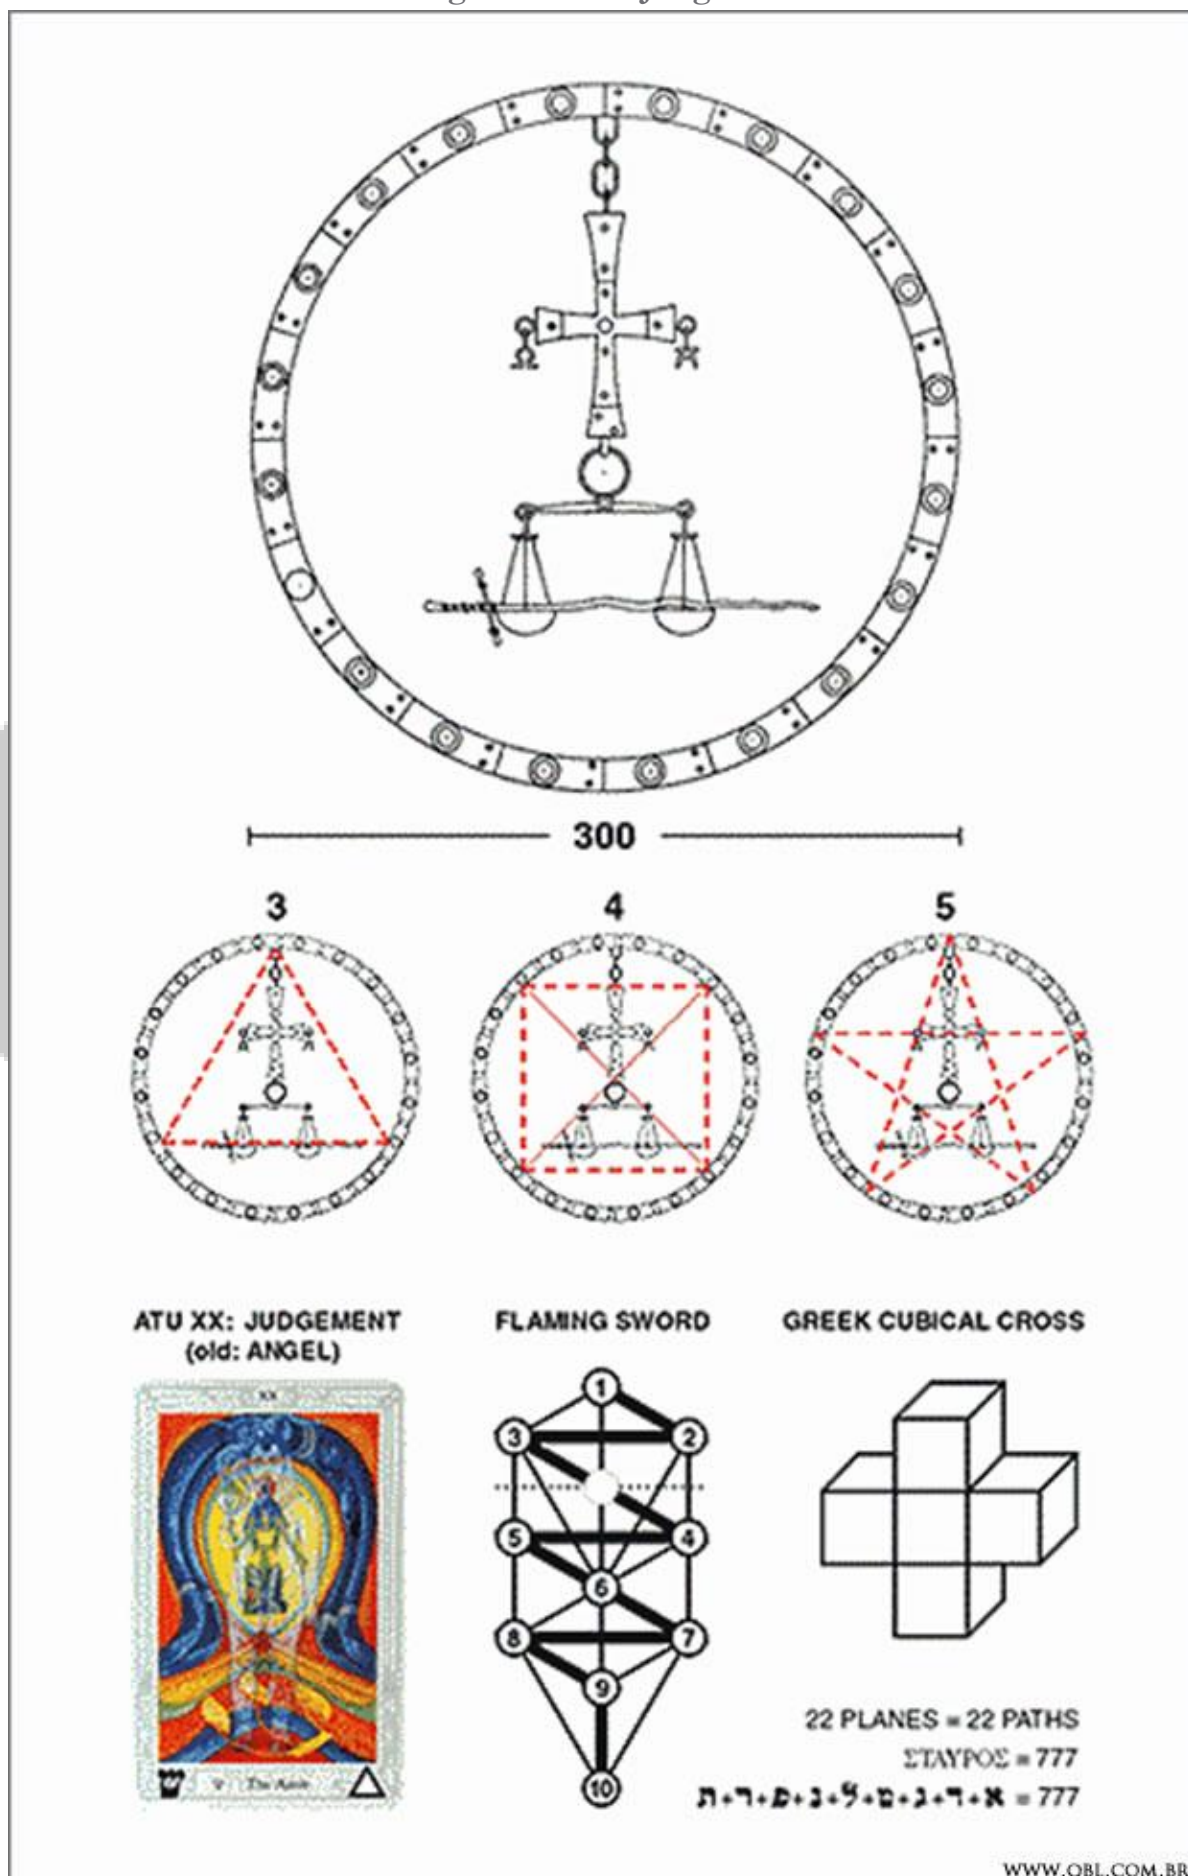 Ω
300
3 4 5
ATU XX: JUDGEMENT
(old: ANGEL)
XX
ש The Aeon
FLAMING SWORD
1
3 2
5 4
6
8 7
9
10
GREEK CUBICAL CROSS
22 PLANES = 22 PATHS
ΣΤΑΥΡΟΣ = 777
א+ד+ג+ט+ל+נ+פ+ר+ת = 777
WWW.QBL.COM.BR